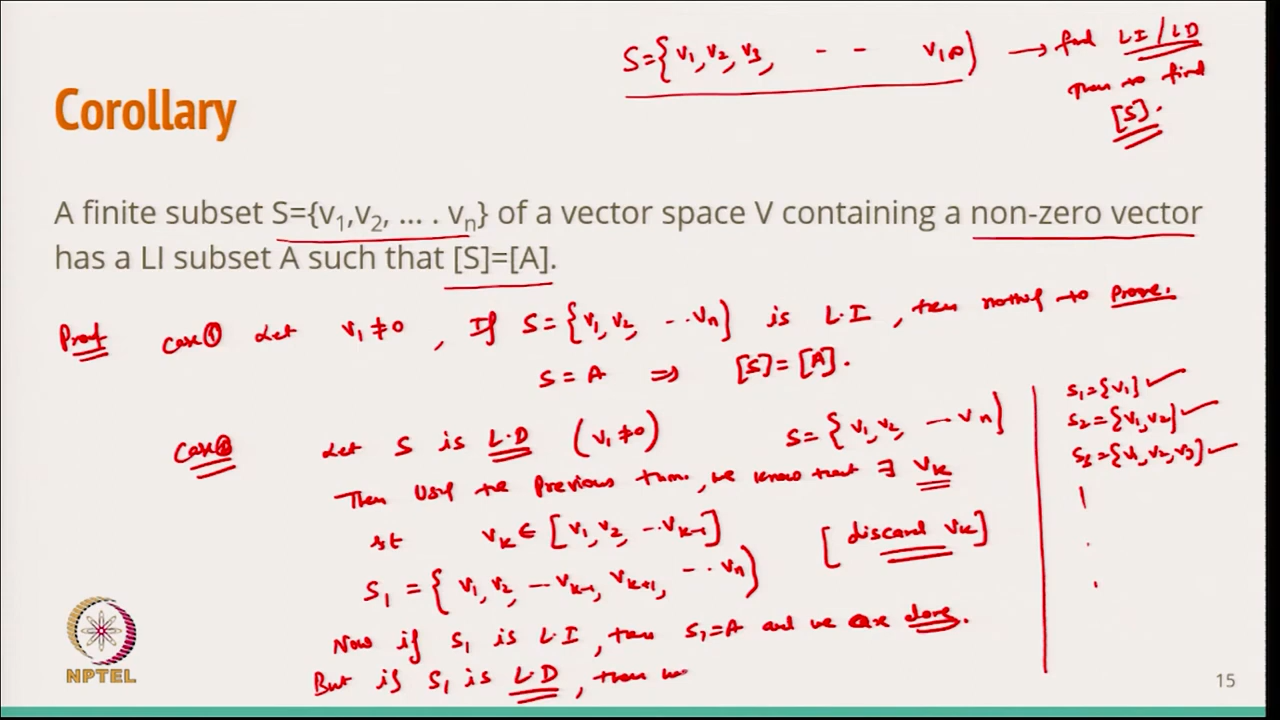 S={v1, v2, v3, - - v100} → find LI/LD
then to find
[S].
Corollary
A finite subset S={v1,v2, ... . vn} of a vector space V containing a non-zero vector
has a LI subset A such that [S]=[A].
Proof case① Let v1≠0, If S={v1, v2, ...vn} is L.I, then nothing to prove.
S = A ⇒ [S]=[A].
case② Let S is L.D (v1≠0) S={v1, v2, ...vn}
Then using the previous thm, we know that ∃ vk
st vk ∈ [v1, v2, ...vk-1] [discard vk]
S1 = {v1, v2, ...vk-1, vk+1, ...vn}
Now if S1 is L.I, then S1=A and we are done.
But if S1 is L.D, then
S1={v1}
S2={v1, v2}
S3={v1, v2, v3}
NPTEL
15